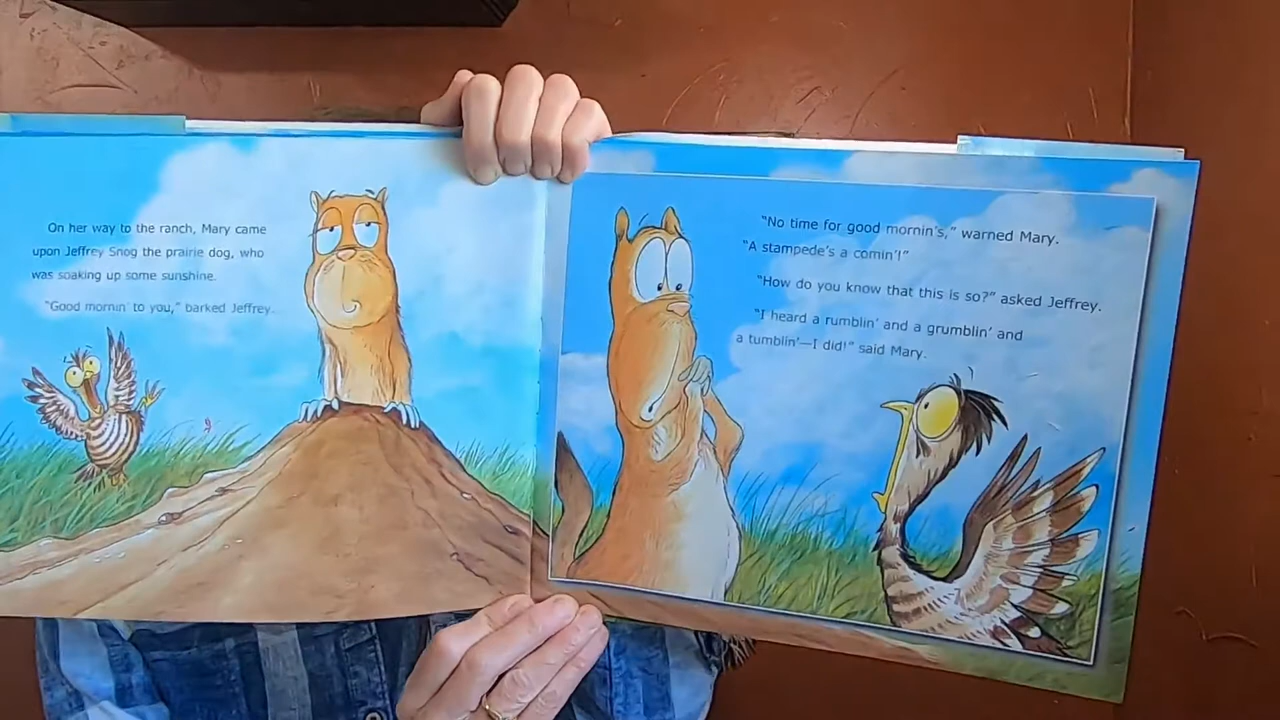 On her way to the ranch, Mary came
upon Jeffrey Snog the prairie dog, who
was soaking up some sunshine.
"Good mornin' to you," barked Jeffrey.
"No time for good mornin's," warned Mary.
"A stampede's a comin'!"
"How do you know that this is so?" asked Jeffrey.
"I heard a rumblin' and a grumblin' and
a tumblin'—I did!" said Mary.